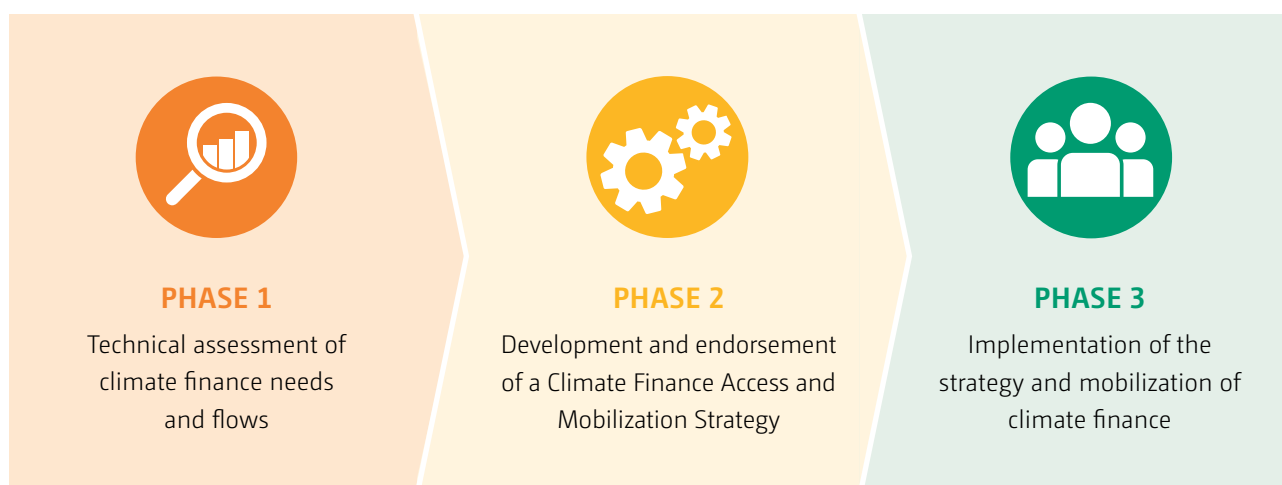 PHASE 1
Technical assessment of
climate finance needs
and flows
PHASE 2
Development and endorsement
of a Climate Finance Access and
Mobilization Strategy
PHASE 3
Implementation of the
strategy and mobilization of
climate finance